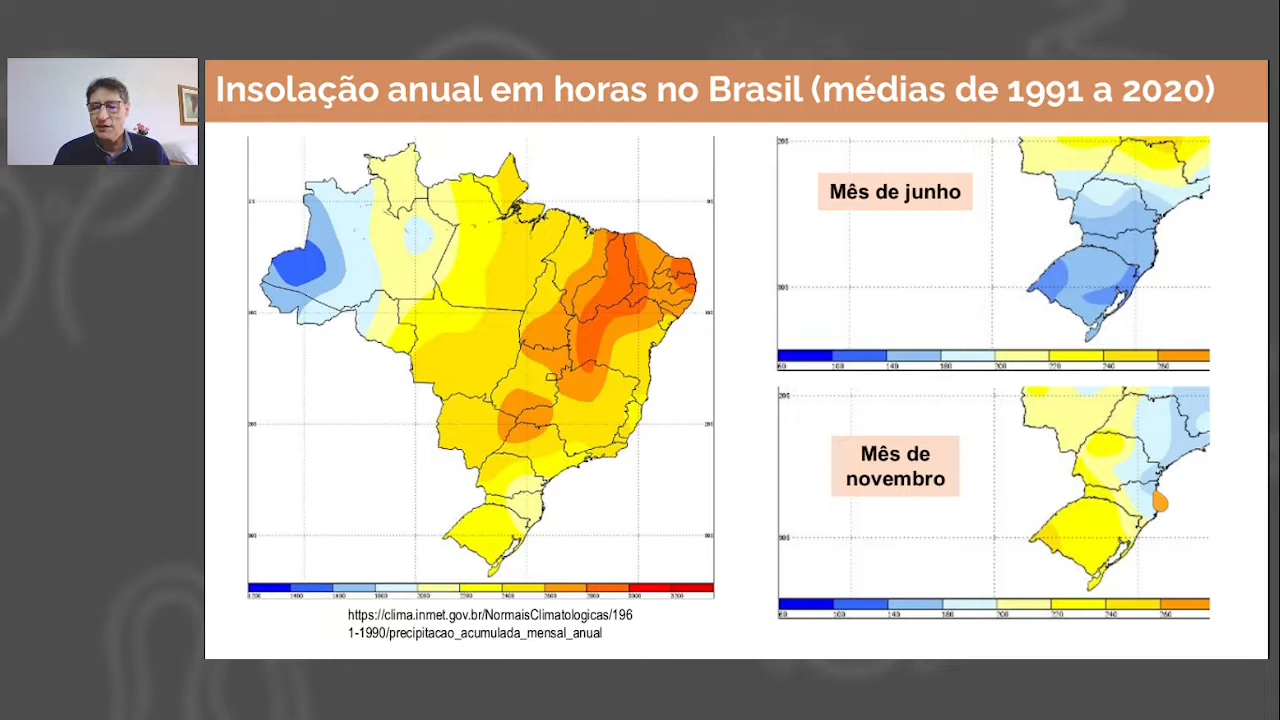 Insolação anual em horas no Brasil (médias de 1991 a 2020)
Mês de junho
Mês de
novembro
https://clima.inmet.gov.br/NormaisClimatologicas/196
1-1990/precipitacao_acumulada_mensal_anual